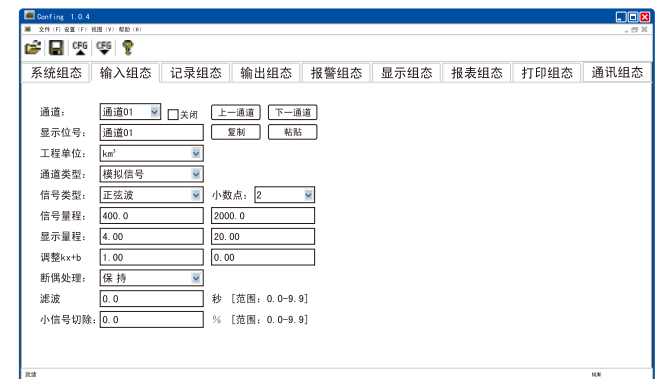 Confing 1.0.4
文件(F) 设置(F) 视图(V) 帮助(H)
CFG CFG
系统组态 输入组态 记录组态 输出组态 报警组态 显示组态 报表组态 打印组态 通讯组态
通道： 通道01 关闭 上一通道 下一通道
显示位号： 通道01 复制 粘贴
工程单位： km³
通道类型： 模拟信号
信号类型： 正弦波 小数点： 2
信号量程： 400.0 2000.0
显示量程： 4.00 20.00
调整kx+b 1.00 0.00
断偶处理： 保 持
滤波 0.0 秒 [范围：0.0-9.9]
小信号切除： 0.0 % [范围：0.0-9.9]
就绪 NUM